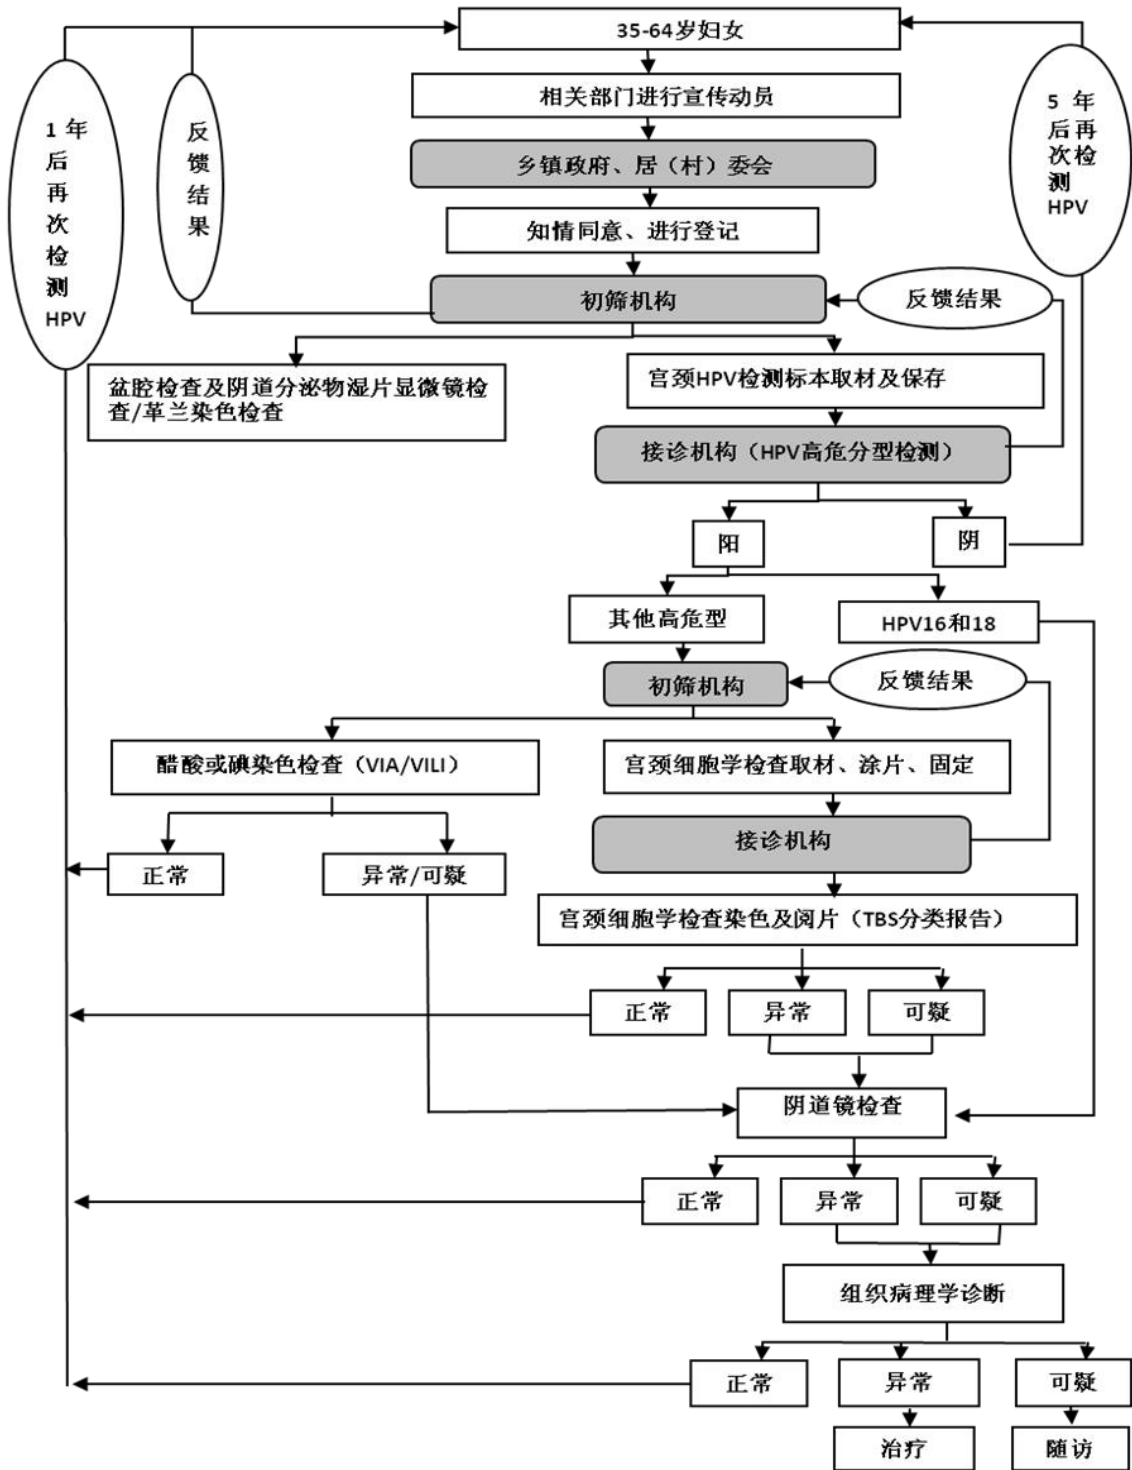 35-64岁妇女
相关部门进行宣传动员
1 年
后
再
次
检
测
HPV
反
馈
结
果
5 年
后再
次检
测
HPV
乡镇政府、居（村）委会
知情同意、进行登记
初筛机构
反馈结果
盆腔检查及阴道分泌物湿片显微镜检
查/革兰染色检查
宫颈HPV检测标本取材及保存
接诊机构（HPV高危分型检测）
阳
阴
其他高危型
HPV16和18
初筛机构
反馈结果
醋酸或碘染色检查（VIA/VILI）
宫颈细胞学检查取材、涂片、固定
接诊机构
正常
异常/可疑
宫颈细胞学检查染色及阅片（TBS分类报告）
正常
异常
可疑
阴道镜检查
正常
异常
可疑
组织病理学诊断
正常
异常
可疑
治疗
随访